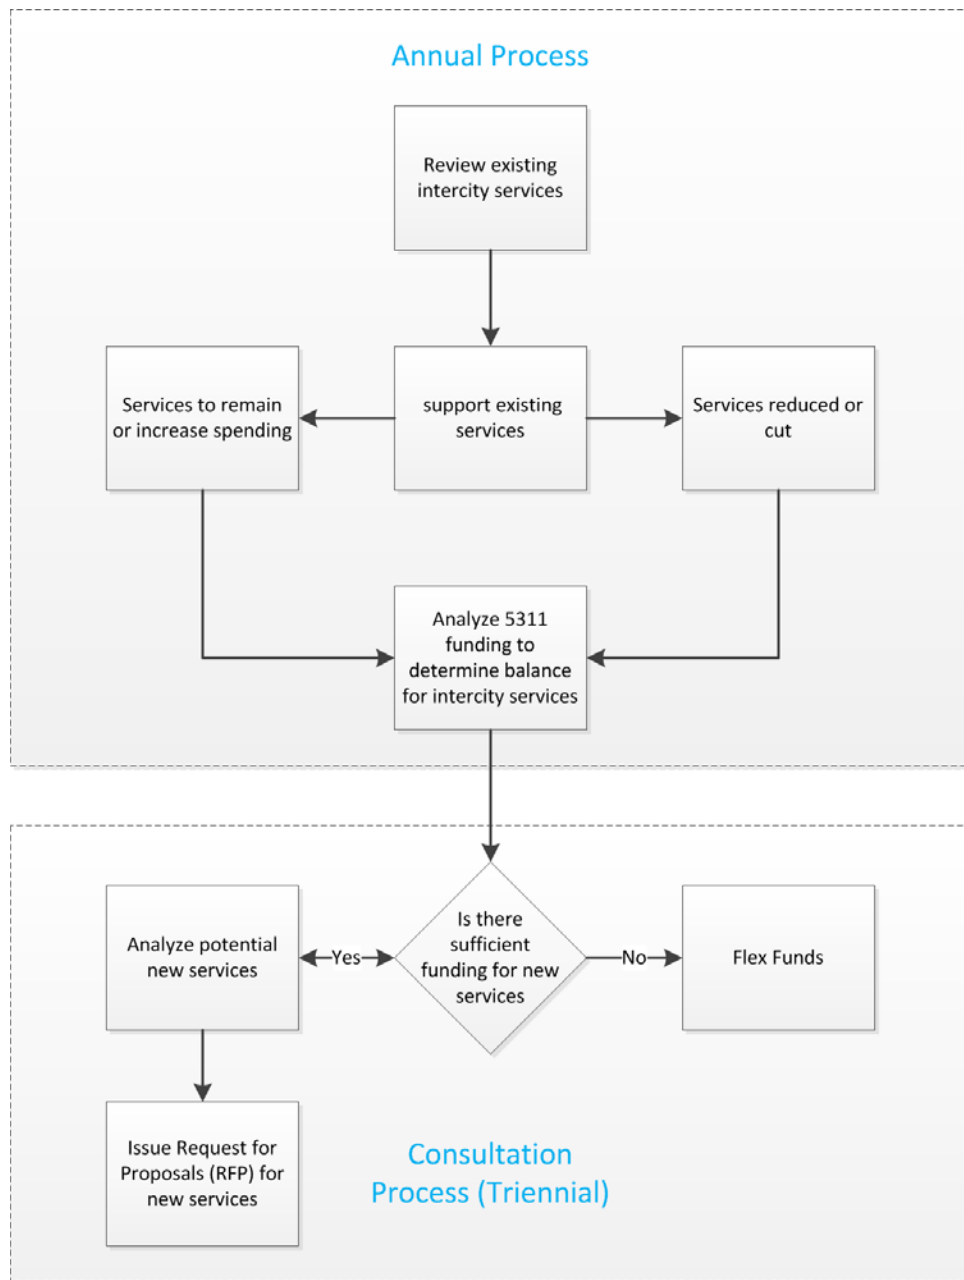 Annual Process
Review existing
intercity services
Services to remain
or increase spending
support existing
services
Services reduced or
cut
Analyze 5311
funding to
determine balance
for intercity services
Analyze potential
new services
Yes
Is there
sufficient
funding for new
services
No
Flex Funds
Issue Request for
Proposals (RFP) for
new services
Consultation
Process (Triennial)